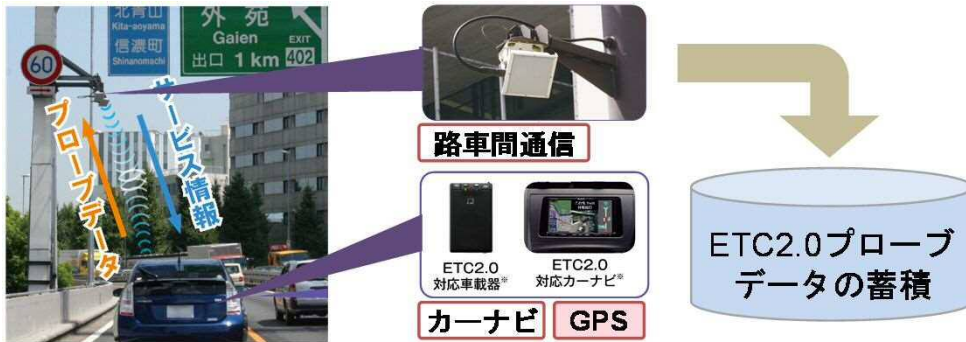 北青山
Kita-aoyama
信濃町
Shinanomachi
外苑
Gaien
EXIT
出口 1 km 402
60
プローブデータ
サービス情報
路車間通信
ETC2.0
対応車載器※
ETC2.0
対応カーナビ※
カーナビ
GPS
ETC2.0プローブ
データの蓄積